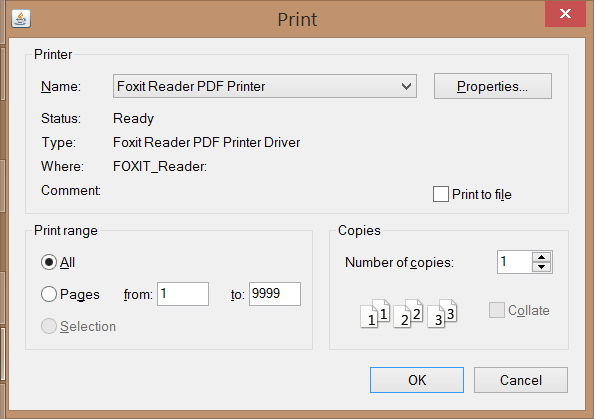 Print
Printer
Name: Foxit Reader PDF Printer Properties...
Status: Ready
Type: Foxit Reader PDF Printer Driver
Where: FOXIT_Reader:
Comment:
Print to file
Print range
All
Pages from: 1 to: 9999
Selection
Copies
Number of copies: 1
1 1 2 2 3 3
Collate
OK Cancel